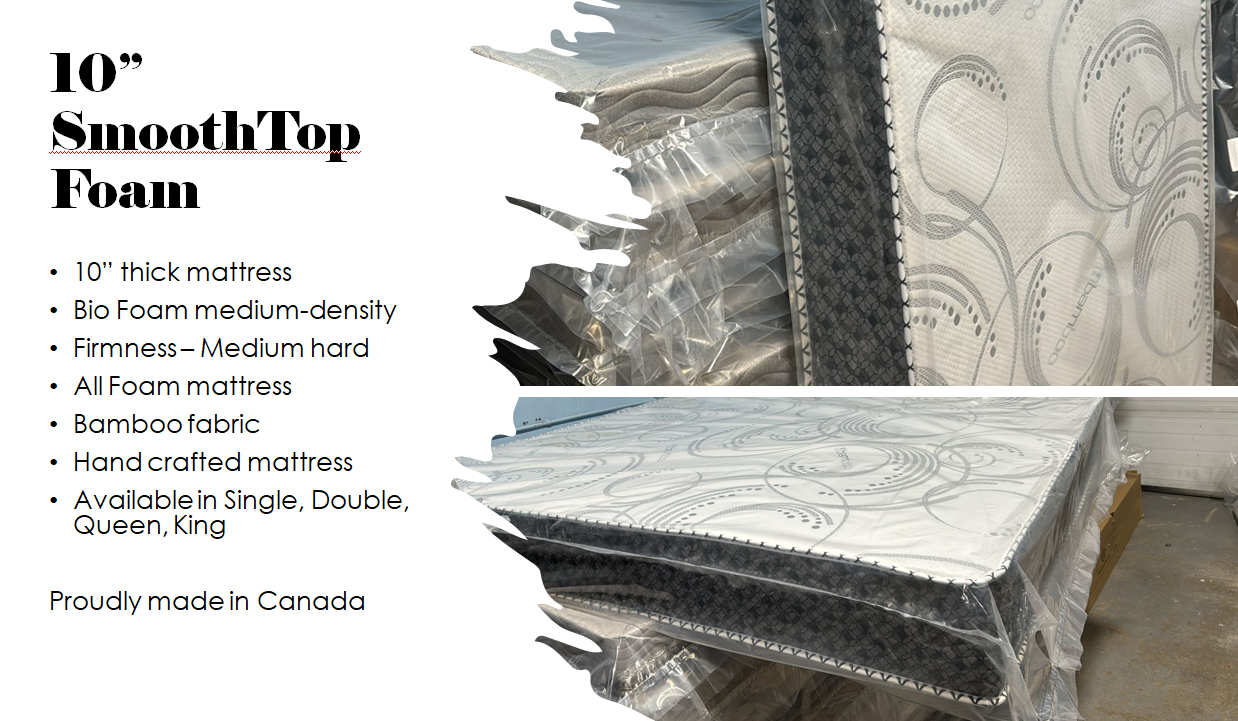 10”
SmoothTop
Foam
• 10” thick mattress
• Bio Foam medium-density
• Firmness – Medium hard
• All Foam mattress
• Bamboo fabric
• Hand crafted mattress
• Available in Single, Double,
Queen, King
Proudly made in Canada
bamboo